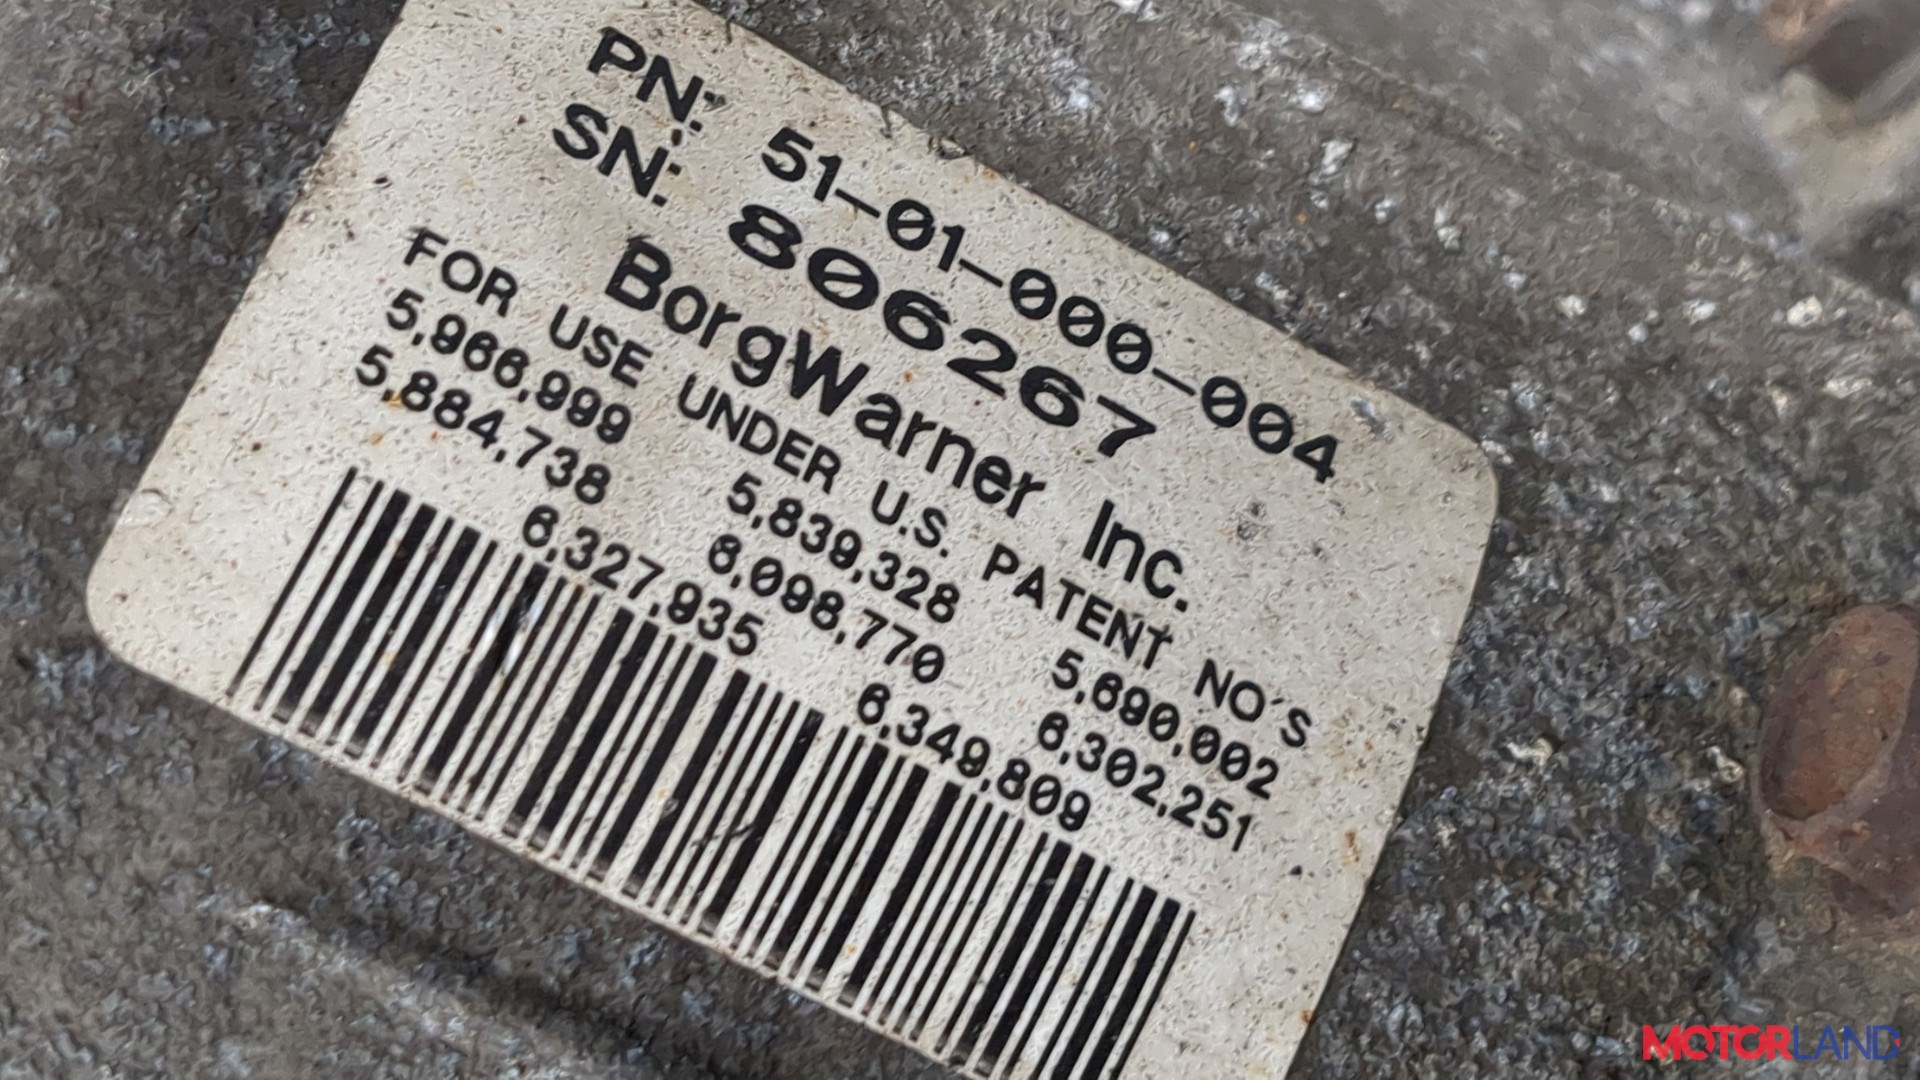 PN: 51-01-000-004
SN: 806267
BorgWarner Inc.
FOR USE UNDER U.S. PATENT NO'S
5,966,999 5,839,328 5,690,002
5,884,738 6,098,770 6,302,251
6,327,935 6,349,809
MOTORLAND